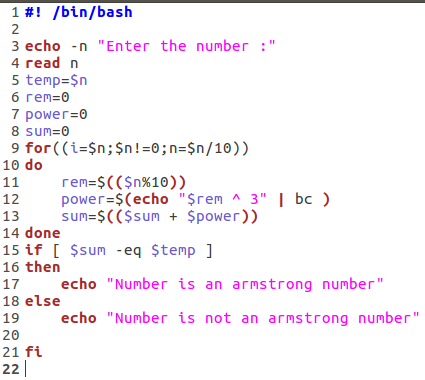 1 #! /bin/bash
2
3 echo -n "Enter the number :"
4 read n
5 temp=$n
6 rem=0
7 power=0
8 sum=0
9 for((i=$n;$n!=0;n=$n/10))
10 do
11     rem=$(($n%10))
12     power=$(echo "$rem ^ 3" | bc )
13     sum=$(($sum + $power))
14 done
15 if [ $sum -eq $temp ]
16 then
17     echo "Number is an armstrong number"
18 else
19     echo "Number is not an armstrong number"
20
21 fi
22